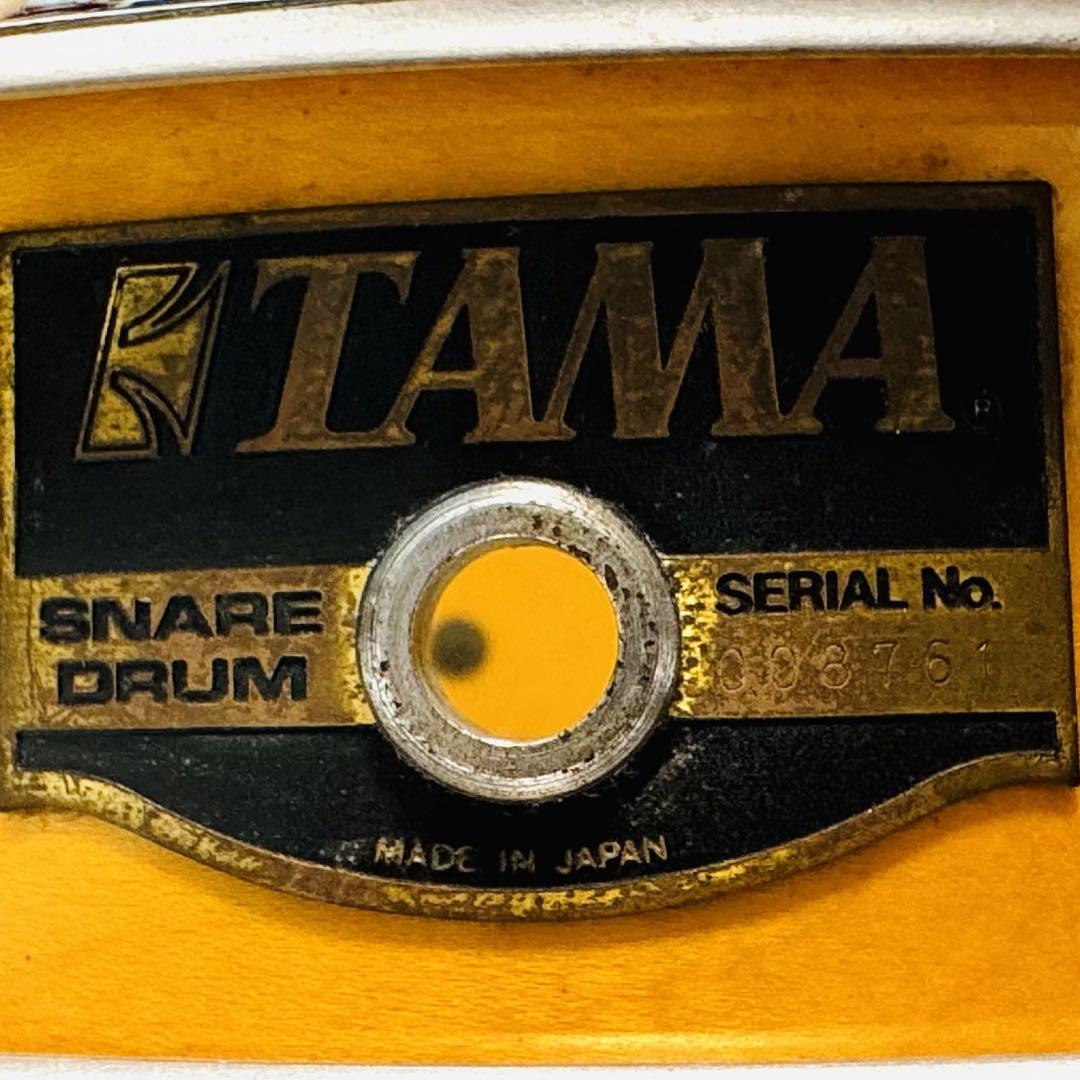 TAMA ®
SNARE
DRUM
SERIAL No.
008761
MADE IN JAPAN